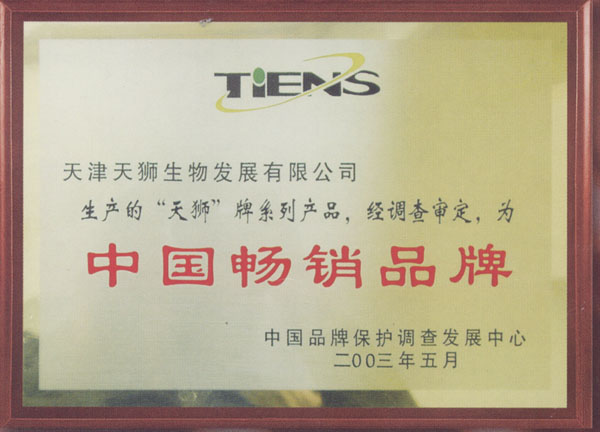 TIENS
天津天狮生物发展有限公司
生产的“天狮”牌系列产品，经调查审定，为
中国畅销品牌
中国品牌保护调查发展中心
二00三年五月